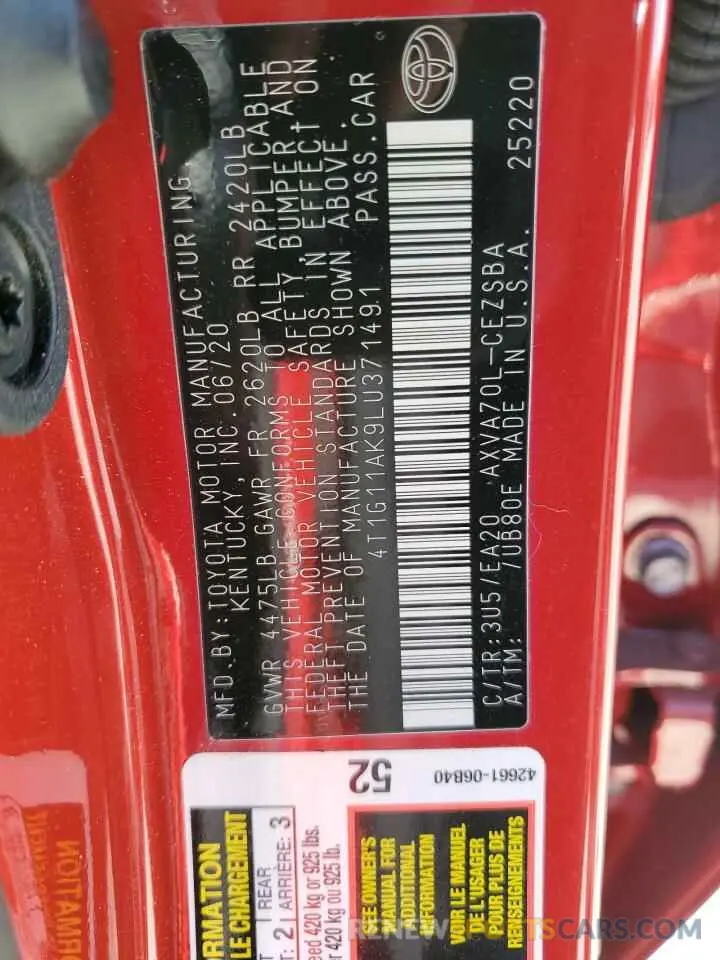 MFD.BY:TOYOTA MOTOR MANUFACTURING
KENTUCKY, INC. 06/20
GVWR 4475LB GAWR FR 2620LB RR 2420LB
THIS VEHICLE CONFORMS TO ALL APPLICABLE
FEDERAL MOTOR VEHICLE SAFETY, BUMPER, AND
THEFT PREVENTION STANDARDS IN EFFECT ON
THE DATE OF MANUFACTURE SHOWN ABOVE.
4T1G11AK9LU371491 PASS.CAR
C/TR:3U5/EA20 AXVA70L-CEZSBA
A/TM: /UB80E MADE IN U.S.A. 25220
52
42661-06B40
LE CHARGEMENT
REAR
2 ARRIÈRE: 3
420 kg or 925 lbs.
420 kg ou 925 lb.
SEE OWNER'S
MANUAL FOR
ADDITIONAL
INFORMATION
VOIR LE MANUEL
DE L'USAGER
POUR PLUS DE
RENSEIGNEMENTS